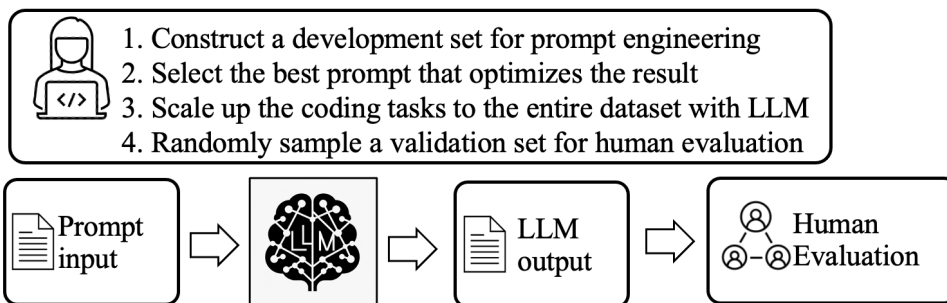 1. Construct a development set for prompt engineering
2. Select the best prompt that optimizes the result
3. Scale up the coding tasks to the entire dataset with LLM
4. Randomly sample a validation set for human evaluation
</>
Prompt
input
LLM
LLM
output
Human
Evaluation